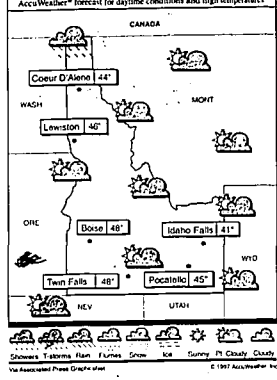 AccuWeather® forecast for daytime conditions and high temperatures
CANADA
Coeur D'Alene 44°
WASH
MONT
Lewiston 46°
ORE
Boise 48°
Idaho Falls 41°
WYO
Twin Falls 48°
Pocatello 45°
NEV
UTAH
Showers T-storms Rain Flurries Snow Ice Sunny Pt. Cloudy Cloudy
Via Associated Press GraphicsNet
© 1997 AccuWeather, Inc.